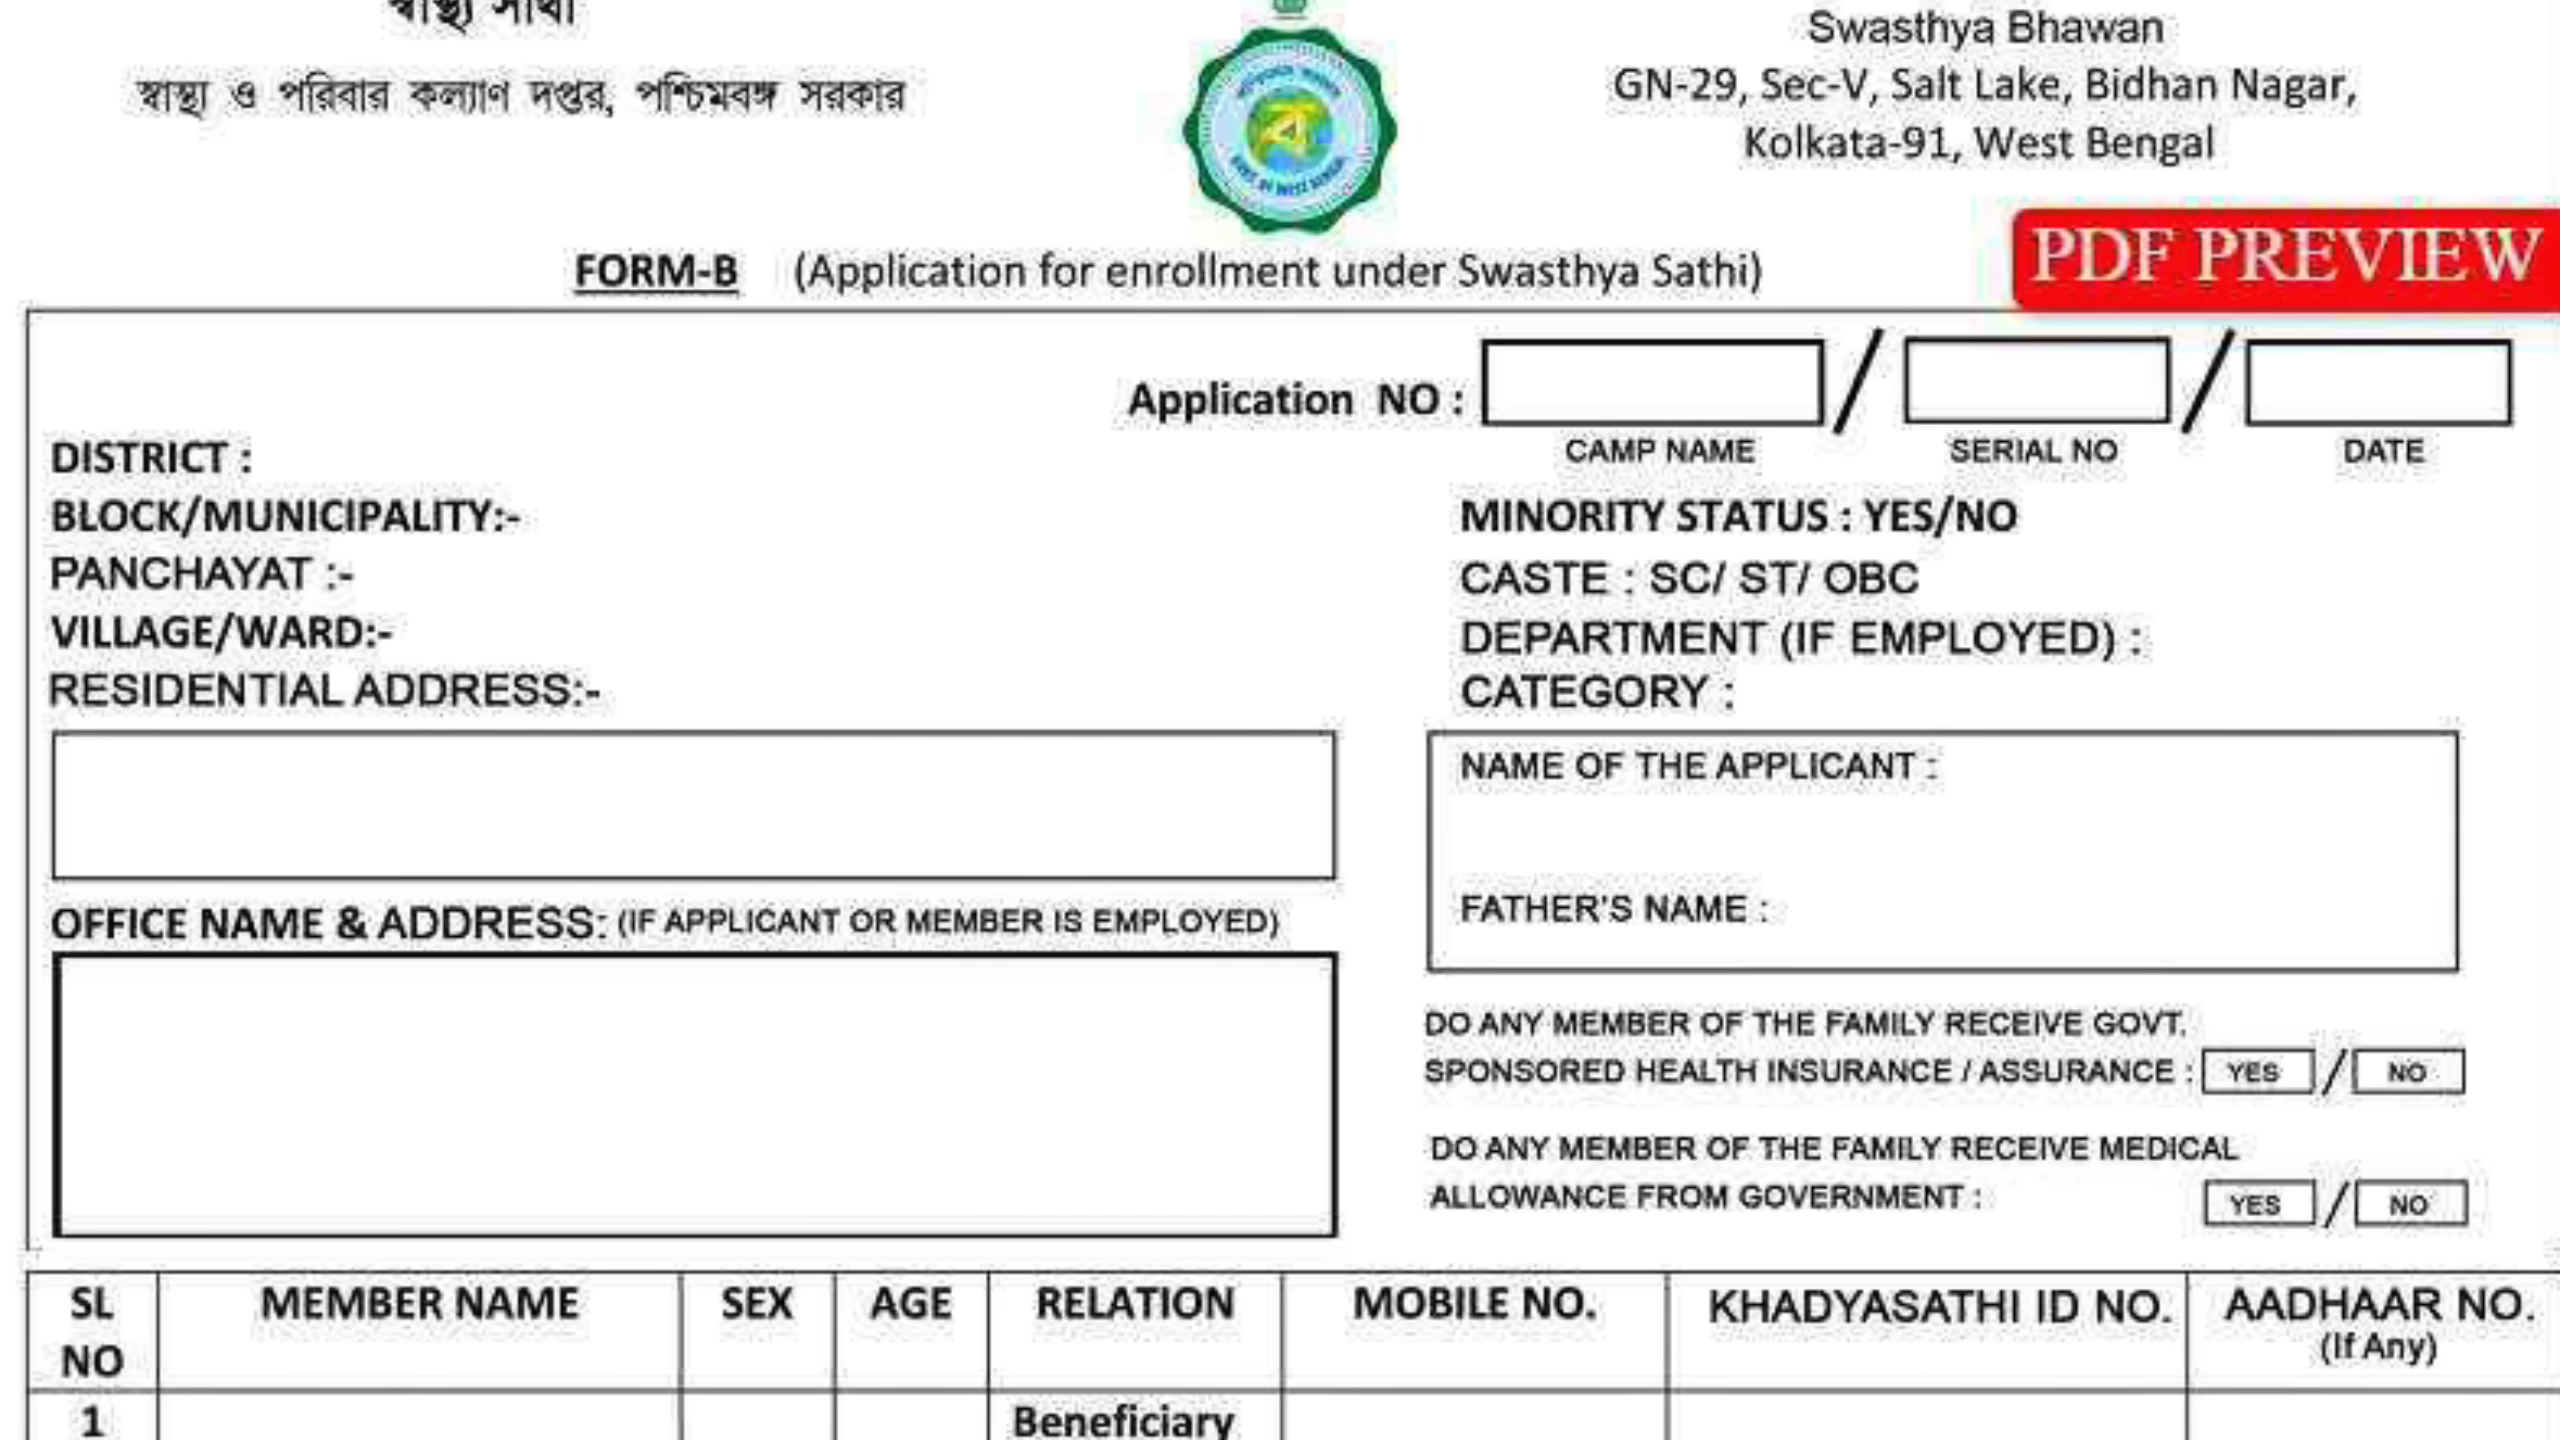 স্বাস্থ্য সাথী
স্বাস্থ্য ও পরিবার কল্যাণ দপ্তর, পশ্চিমবঙ্গ সরকার
Swasthya Bhawan
GN-29, Sec-V, Salt Lake, Bidhan Nagar,
Kolkata-91, West Bengal
PDF PREVIEW
FORM-B (Application for enrollment under Swasthya Sathi)
Application NO : / /
CAMP NAME SERIAL NO DATE
DISTRICT :
BLOCK/MUNICIPALITY:-
PANCHAYAT :-
VILLAGE/WARD:-
RESIDENTIAL ADDRESS:-
MINORITY STATUS : YES/NO
CASTE : SC/ ST/ OBC
DEPARTMENT (IF EMPLOYED) :
CATEGORY :
NAME OF THE APPLICANT :
FATHER'S NAME :
OFFICE NAME & ADDRESS: (IF APPLICANT OR MEMBER IS EMPLOYED)
DO ANY MEMBER OF THE FAMILY RECEIVE GOVT.
SPONSORED HEALTH INSURANCE / ASSURANCE : YES / NO
DO ANY MEMBER OF THE FAMILY RECEIVE MEDICAL
ALLOWANCE FROM GOVERNMENT : YES / NO
SL NO MEMBER NAME SEX AGE RELATION MOBILE NO. KHADYASATHI ID NO. AADHAAR NO. (If Any)
1 Beneficiary